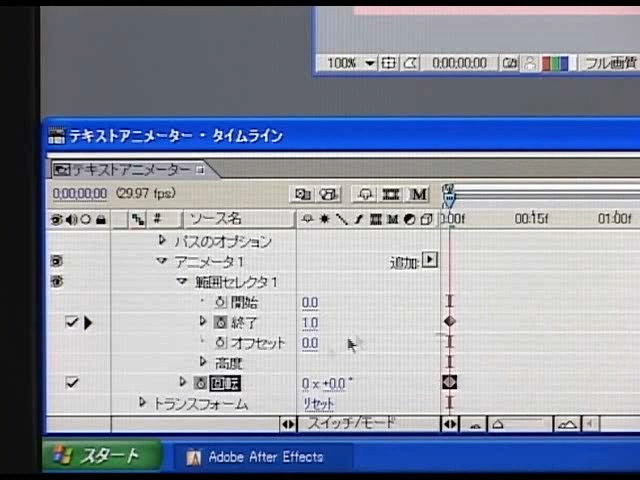 100% 0;00;00;00 フル画質
テキストアニメーター・タイムライン
テキストアニメーター
0;00;00;00 (29.97 fps) M
# ソース名 0:00f 00:15f 01:00f
パスのオプション
アニメータ1 追加:
範囲セレクタ1
開始 0.0
終了 1.0
オフセット 0.0
高度
回転 0 x +0.0°
トランスフォーム リセット
スイッチ/モード
スタート Adobe After Effects